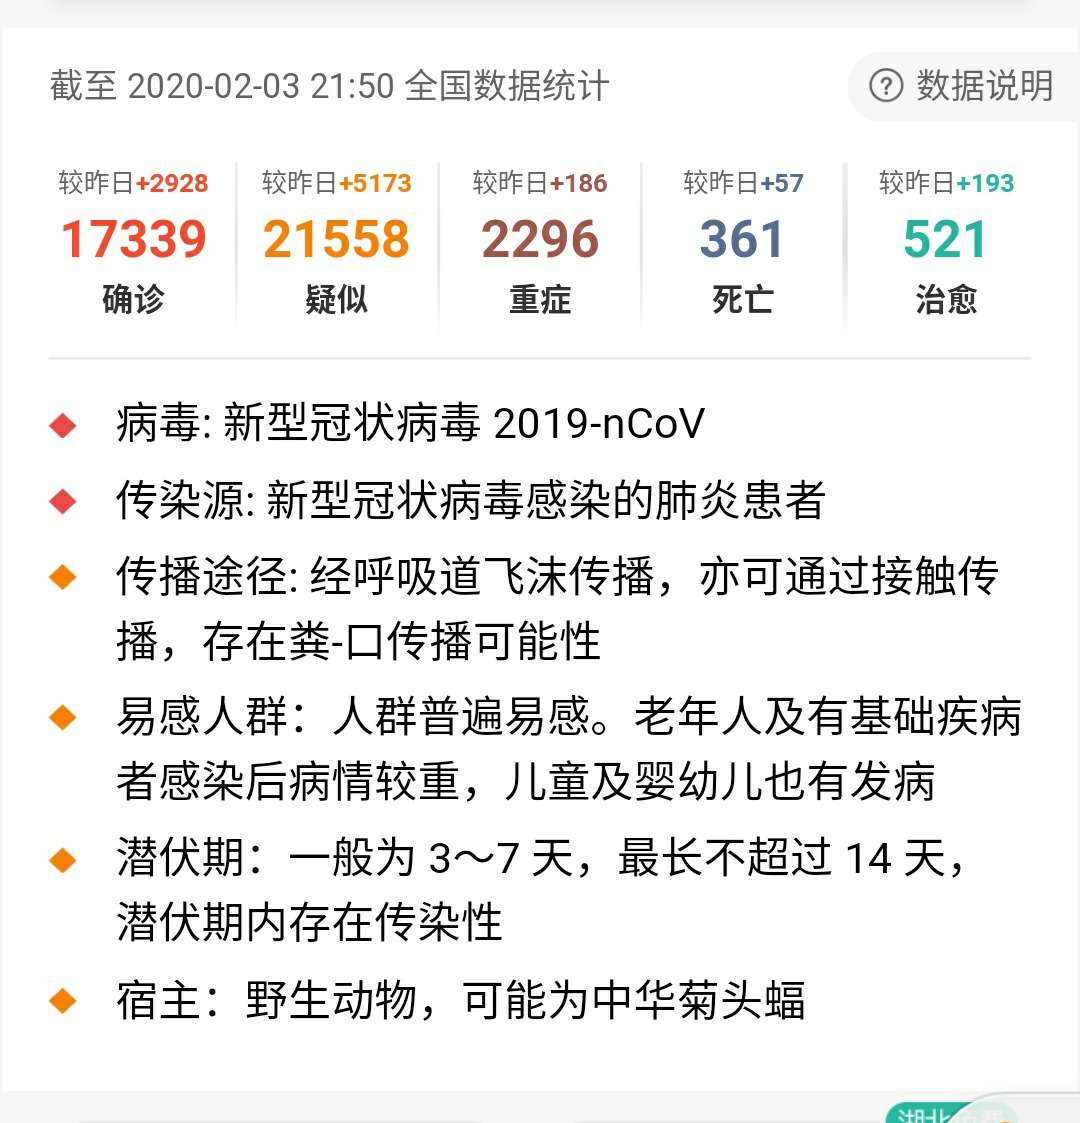 截至 2020-02-03 21:50 全国数据统计
数据说明
较昨日+2928 较昨日+5173 较昨日+186 较昨日+57 较昨日+193
17339 21558 2296 361 521
确诊 疑似 重症 死亡 治愈
病毒: 新型冠状病毒 2019-nCoV
传染源: 新型冠状病毒感染的肺炎患者
传播途径: 经呼吸道飞沫传播，亦可通过接触传
播，存在粪-口传播可能性
易感人群：人群普遍易感。老年人及有基础疾病
者感染后病情较重，儿童及婴幼儿也有发病
潜伏期：一般为 3～7 天，最长不超过 14 天，
潜伏期内存在传染性
宿主：野生动物，可能为中华菊头蝠
湖北